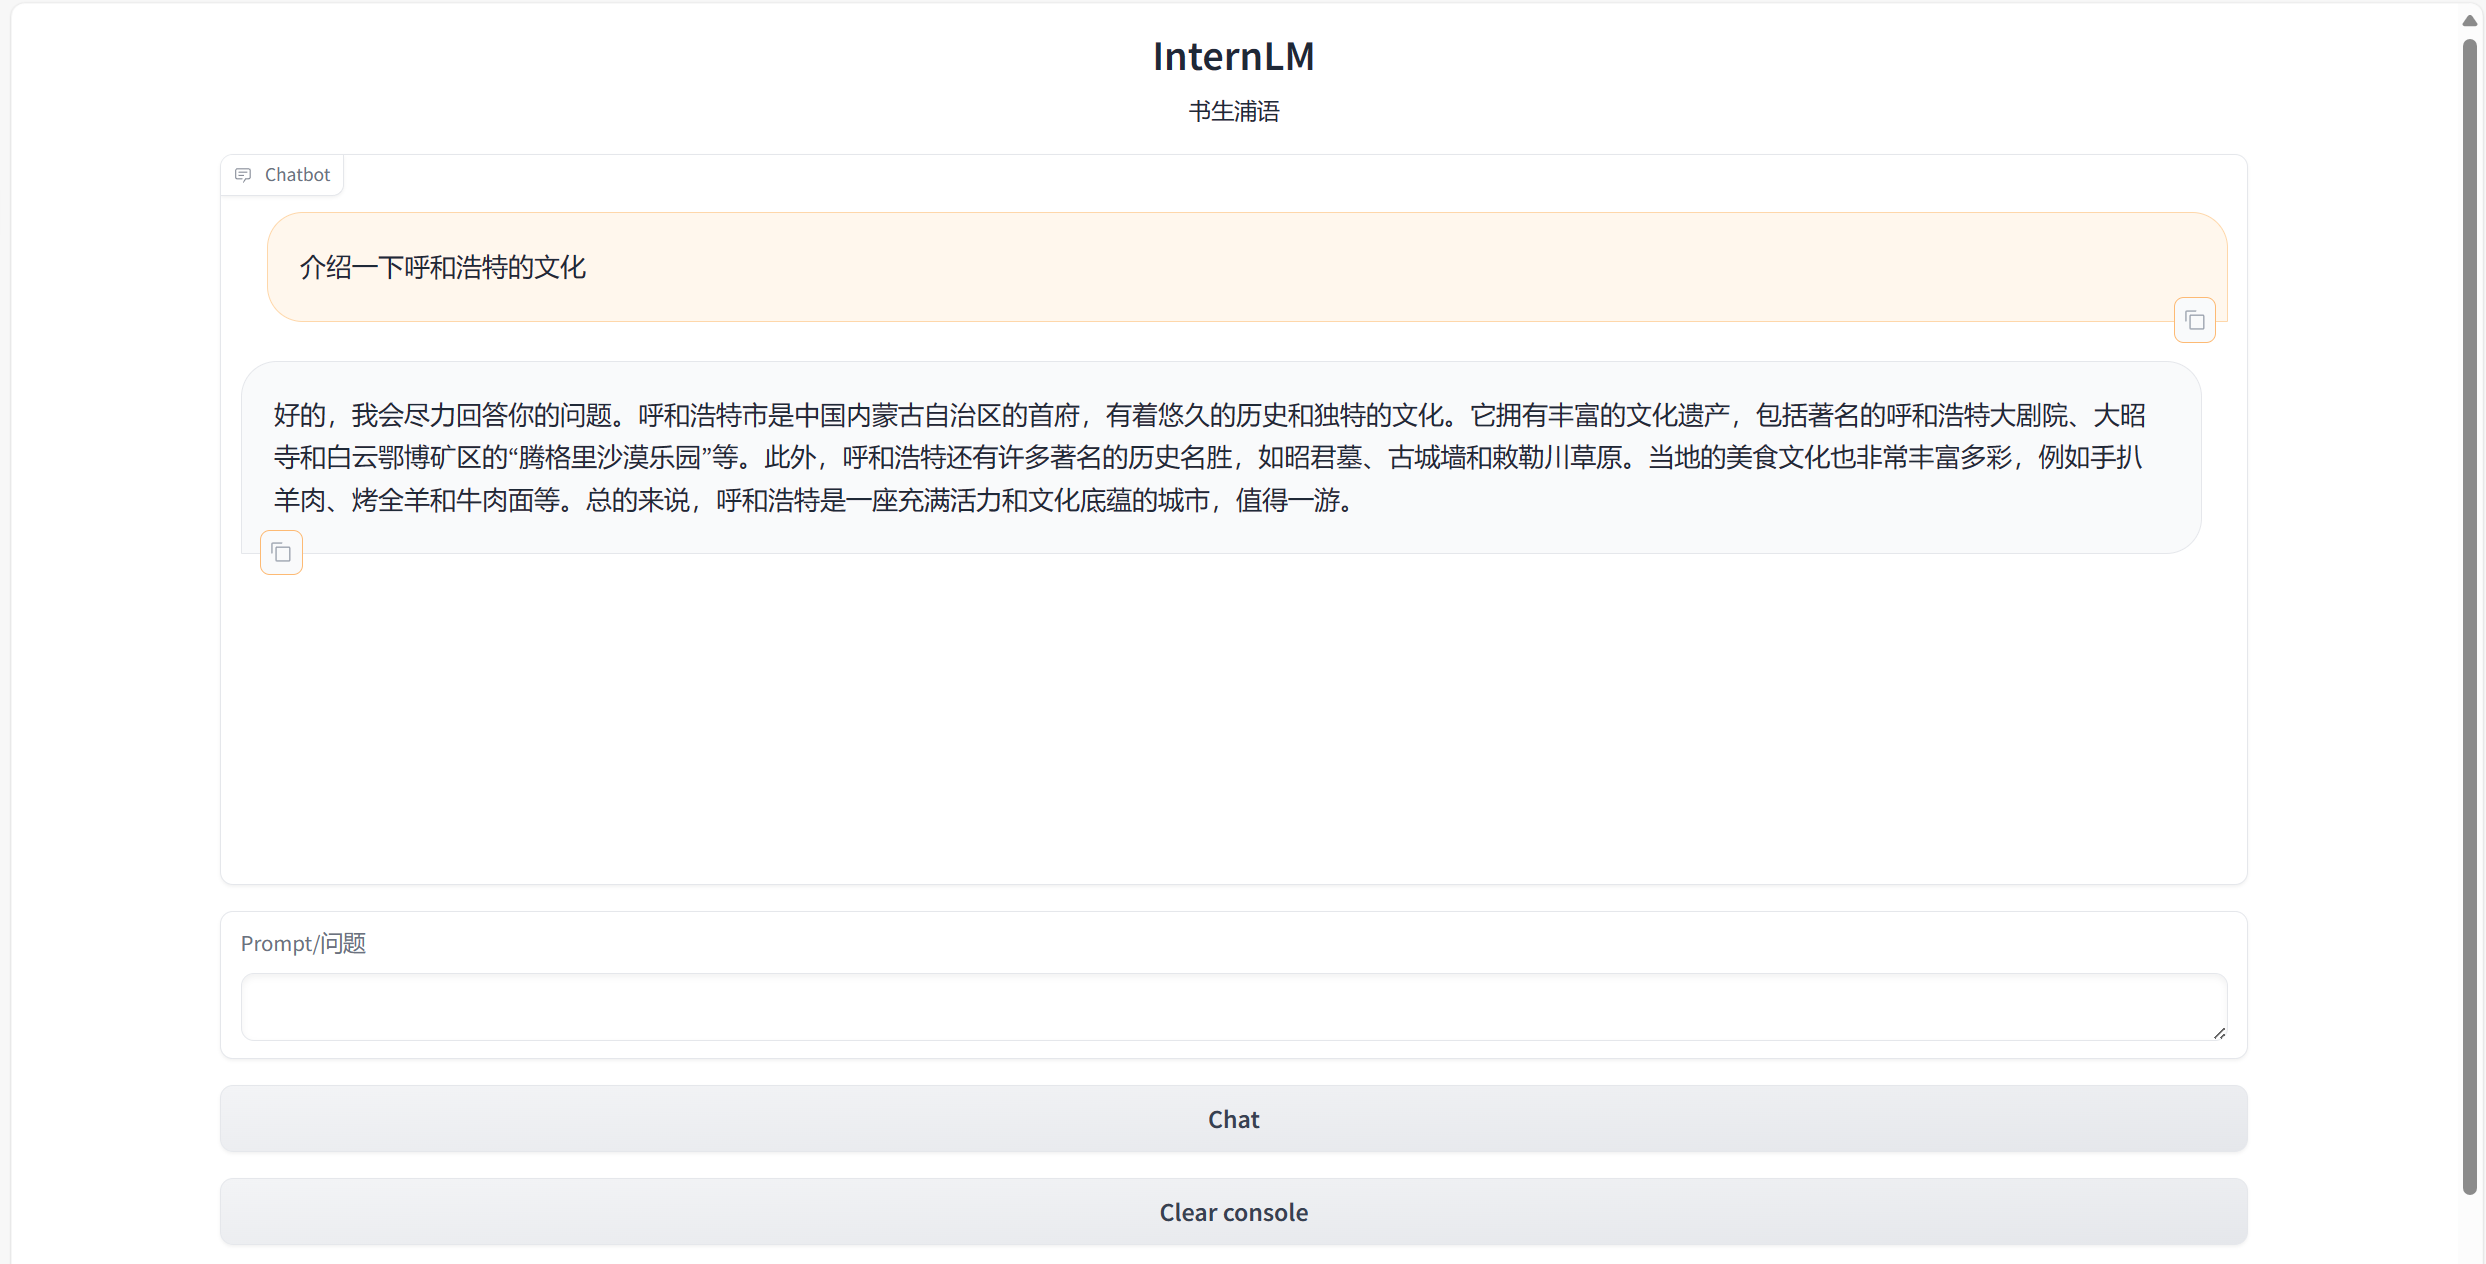 InternLM
书生浦语
Chatbot
介绍一下呼和浩特的文化
好的，我会尽力回答你的问题。呼和浩特市是中国内蒙古自治区的首府，有着悠久的历史和独特的文化。它拥有丰富的文化遗产，包括著名的呼和浩特大剧院、大昭
寺和白云鄂博矿区的“腾格里沙漠乐园”等。此外，呼和浩特还有许多著名的历史名胜，如昭君墓、古城墙和敕勒川草原。当地的美食文化也非常丰富多彩，例如手扒
羊肉、烤全羊和牛肉面等。总的来说，呼和浩特是一座充满活力和文化底蕴的城市，值得一游。
Prompt/问题
Chat
Clear console